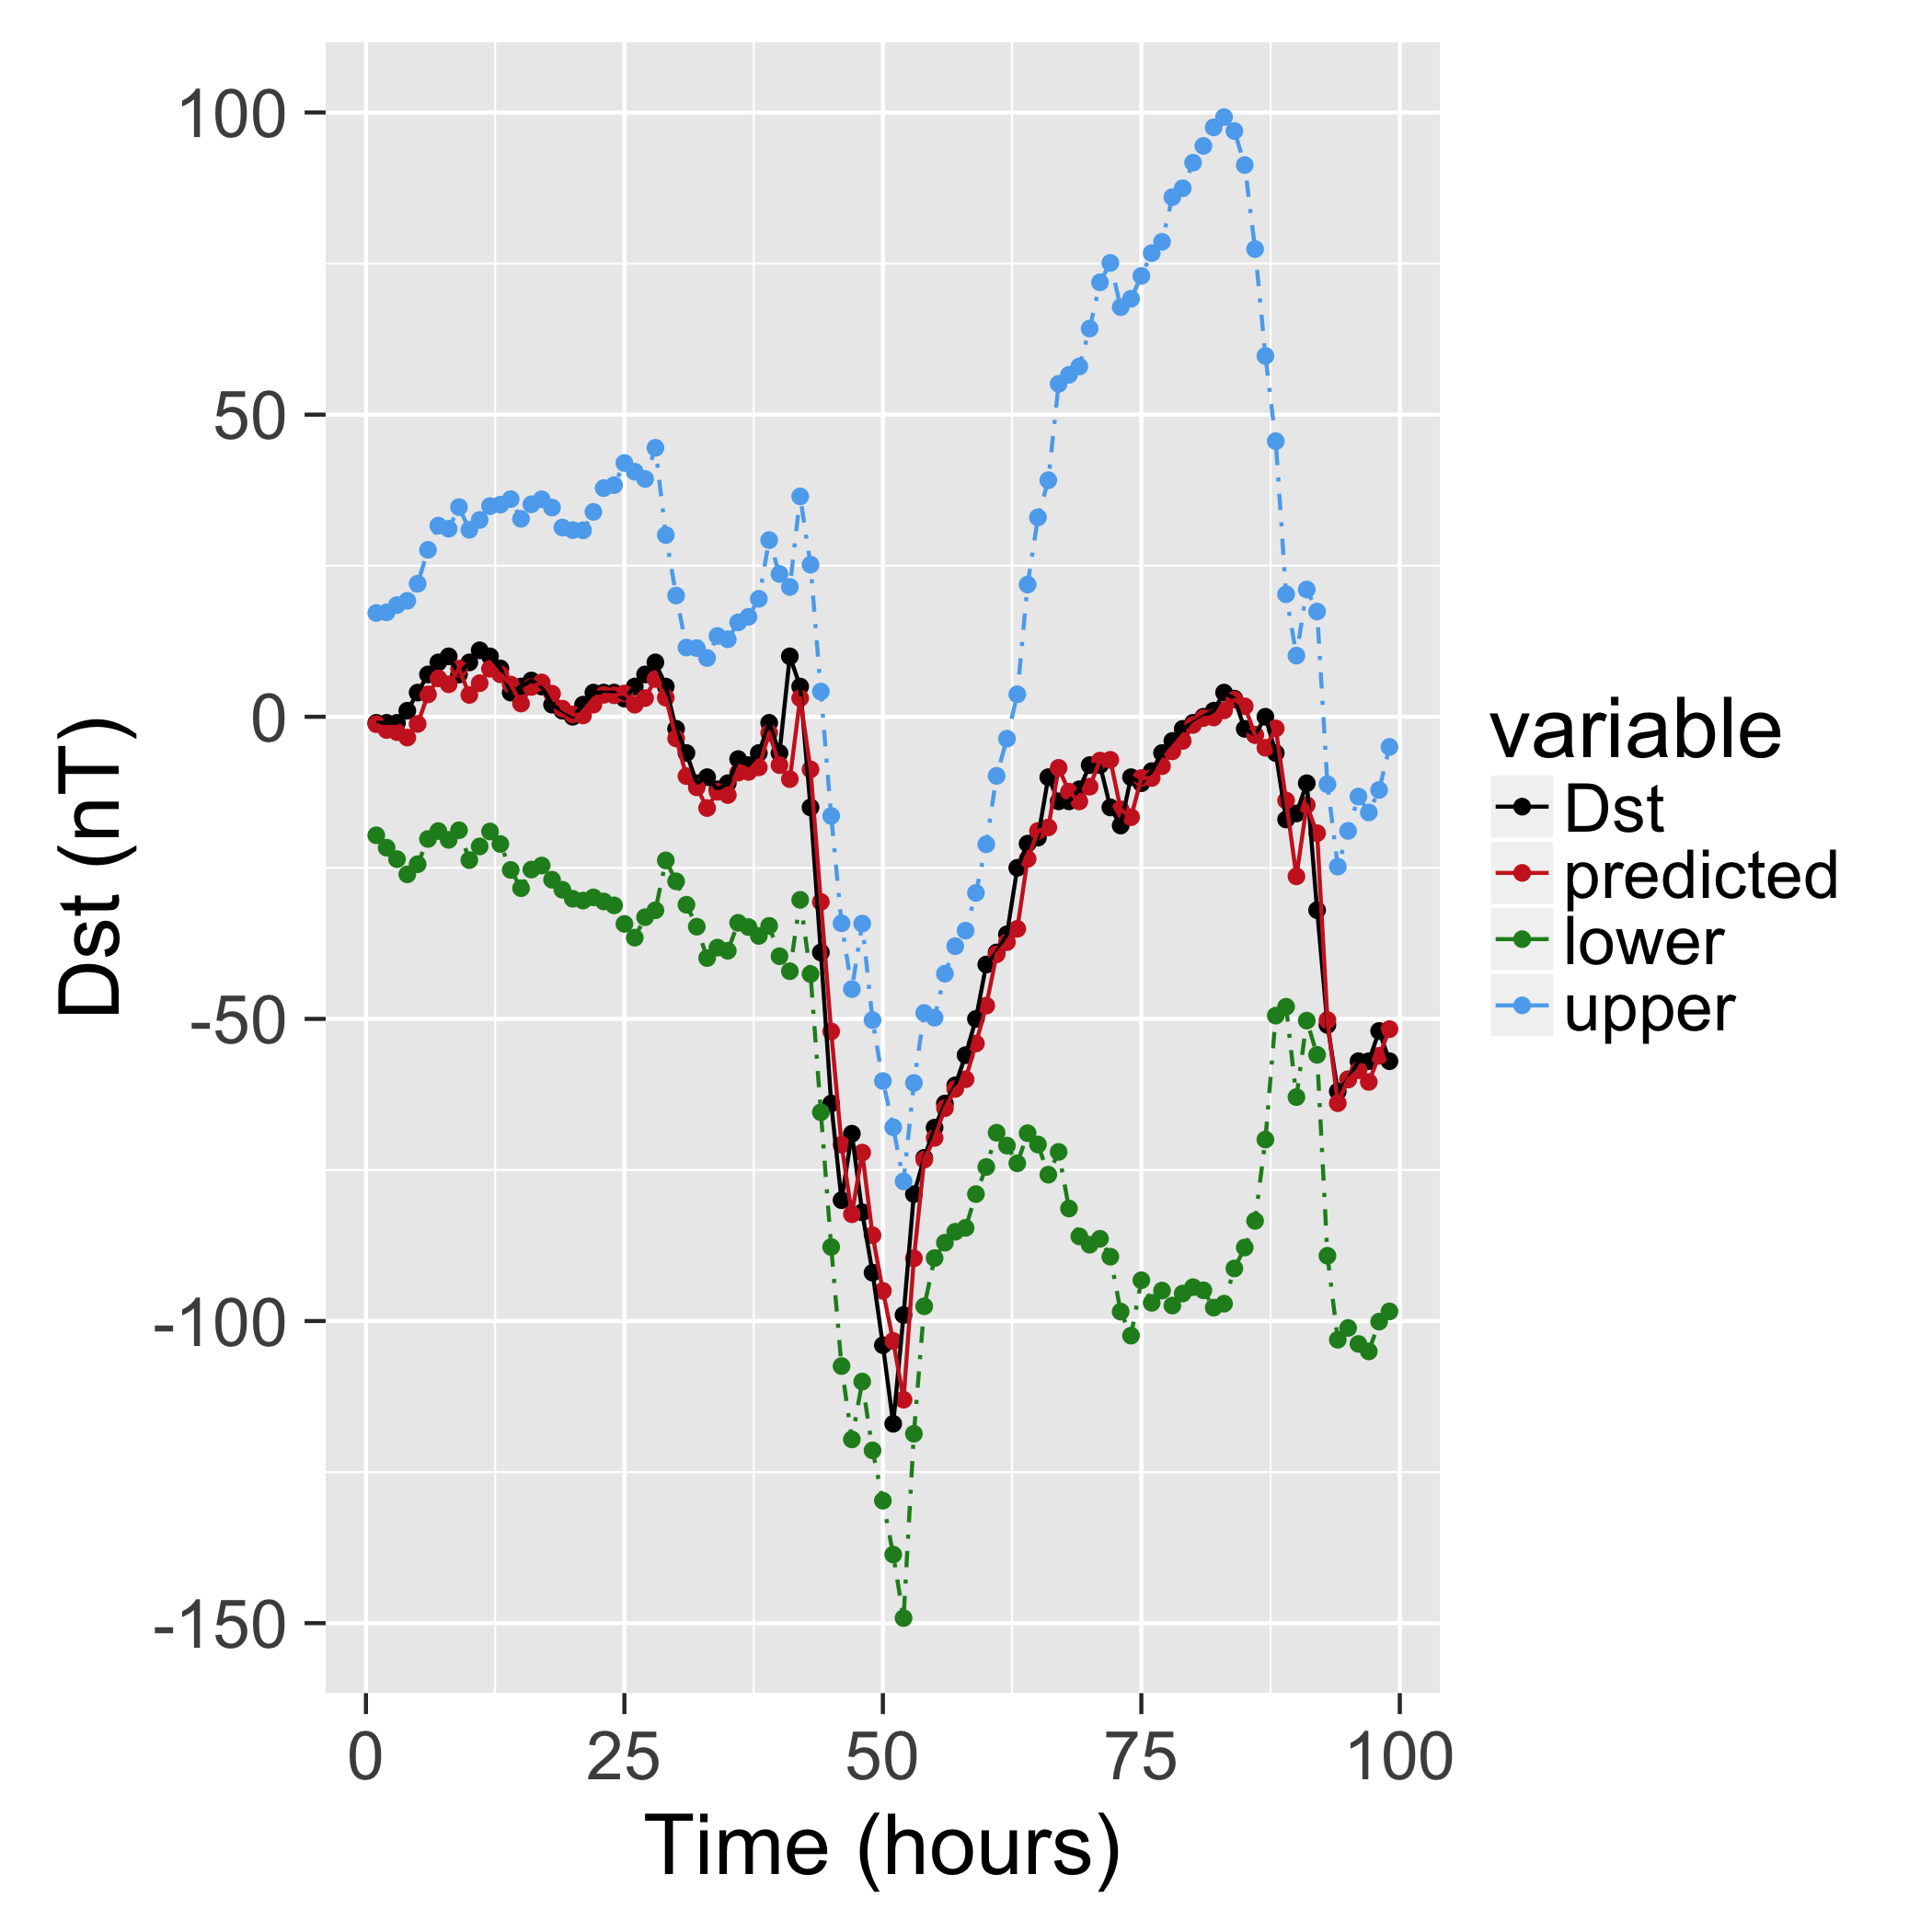 100
50
0
-50
-100
-150
Dst (nT)
0 25 50 75 100
Time (hours)
variable
Dst
predicted
lower
upper